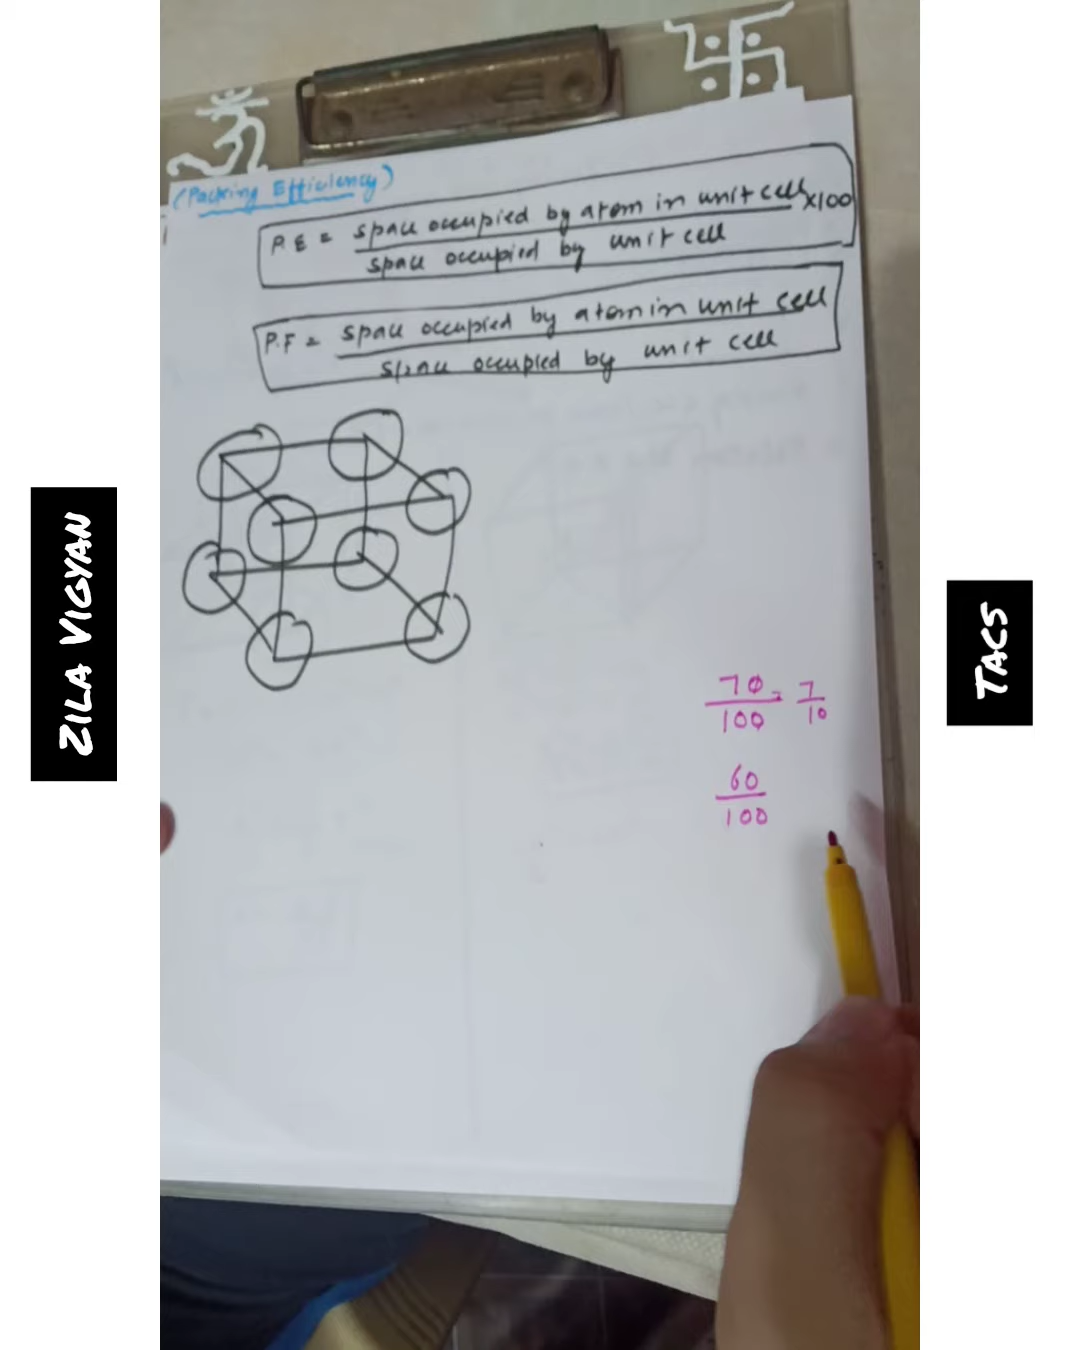 ॐ
(Packing Efficiency)
P.E = space occupied by atom in unit cell ×100
space occupied by unit cell
P.F = space occupied by atom in unit cell
space occupied by unit cell
70 = 7
100 10
60
100
ZILA VIGYAN
TACS